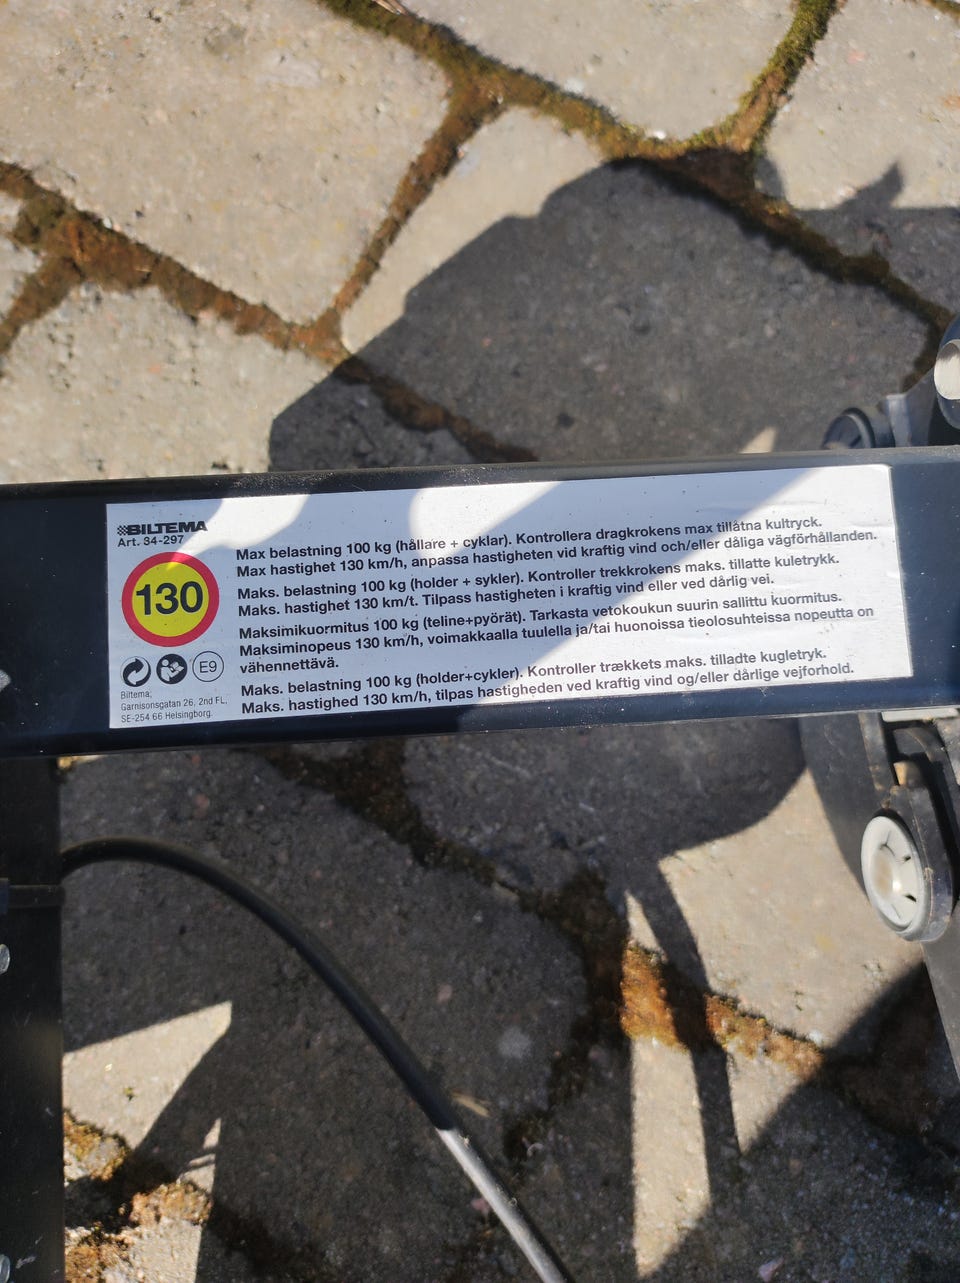 BILTEMA
Art. 34-297
130
E9
Biltema,
Garnisonsgatan 26, 2nd FL,
SE-254 66 Helsingborg.
Max belastning 100 kg (hållare + cyklar). Kontrollera dragkrokens max tillåtna kultryck.
Max hastighet 130 km/h, anpassa hastigheten vid kraftig vind och/eller dåliga vägförhållanden.
Maks. belastning 100 kg (holder + sykler). Kontroller trekkrokens maks. tillatte kuletrykk.
Maks. hastighet 130 km/t. Tilpass hastigheten i kraftig vind eller ved dårlig vei.
Maksimikuormitus 100 kg (teline+pyörät). Tarkasta vetokoukun suurin sallittu kuormitus.
Maksiminopeus 130 km/h, voimakkaalla tuulella ja/tai huonoissa tieolosuhteissa nopeutta on
vähennettävä.
Maks. belastning 100 kg (holder+cykler). Kontroller trækkets maks. tilladte kugletryk.
Maks. hastighed 130 km/h, tilpas hastigheden ved kraftig vind og/eller dårlige vejforhold.